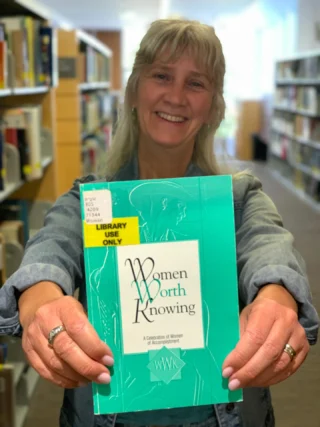 LIBRARY
USE
ONLY
Women
Worth
Knowing
A Celebration of Women
of Accomplishment
WWK